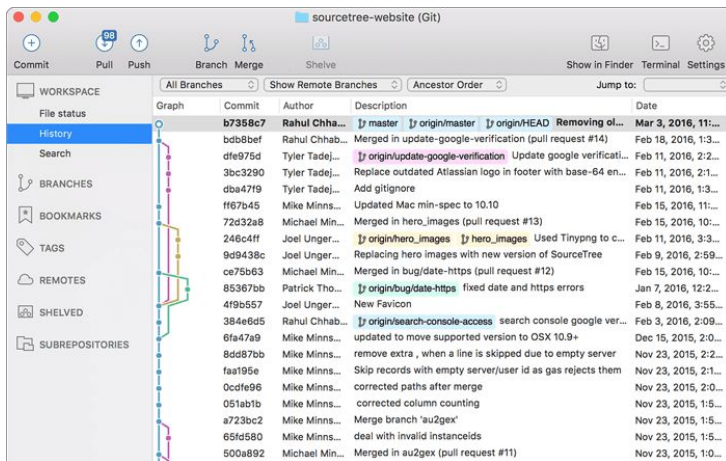 sourcetree-website (Git)
98
Commit Pull Push Branch Merge Shelve Show in Finder Terminal Settings
WORKSPACE
File status
History
Search
BRANCHES
BOOKMARKS
TAGS
REMOTES
SHELVED
SUBREPOSITORIES
All Branches Show Remote Branches Ancestor Order Jump to:
Graph Commit Author Description Date
b7358c7 Rahul Chha... master origin/master origin/HEAD Removing ol... Mar 3, 2016, 11:...
bdb8bef Rahul Chhab... Merged in update-google-verification (pull request #14) Feb 18, 2016, 1:3...
dfe975d Tyler Tadej... origin/update-google-verification Update google verificati... Feb 11, 2016, 2:2...
3bc3290 Tyler Tadej... Replace outdated Atlassian logo in footer with base-64 en... Feb 11, 2016, 2:1...
dba47f9 Tyler Tadej... Add gitignore Feb 11, 2016, 1:3...
ff67b45 Mike Minns... Updated Mac min-spec to 10.10 Feb 15, 2016, 11:...
72d32a8 Michael Min... Merged in hero_images (pull request #13) Feb 15, 2016, 10:...
246c4ff Joel Unger... origin/hero_images hero_images Used Tinypng to c... Feb 11, 2016, 3:3...
9d9438c Joel Unger... Replacing hero images with new version of SourceTree Feb 9, 2016, 2:59...
ce75b63 Michael Min... Merged in bug/date-https (pull request #12) Feb 15, 2016, 10:...
85367bb Patrick Tho... origin/bug/date-https fixed date and https errors Jan 7, 2016, 12:2...
4f9b557 Joel Unger... New Favicon Feb 8, 2016, 3:55...
384e6d5 Rahul Chhab... origin/search-console-access search console google ver... Feb 3, 2016, 2:09...
6fa47a9 Mike Minns... updated to move supported version to OSX 10.9+ Dec 15, 2015, 2:0...
8dd87bb Mike Minns... remove extra , when a line is skipped due to empty server Nov 23, 2015, 2:2...
faa195e Mike Minns... Skip records with empty server/user id as gas rejects them Nov 23, 2015, 2:1...
0cdfe96 Mike Minns... corrected paths after merge Nov 23, 2015, 2:0...
051ab1b Mike Minns... corrected column counting Nov 23, 2015, 1:5...
a723bc2 Mike Minns... Merge branch 'au2gex' Nov 23, 2015, 1:5...
65fd580 Mike Minns... deal with invalid instanceids Nov 23, 2015, 1:5...
500a892 Michael Min... Merged in au2gex (pull request #11) Nov 23, 2015, 1:0...